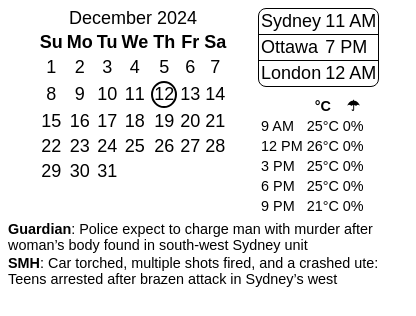 December 2024
Su Mo Tu We Th Fr Sa
1 2 3 4 5 6 7
8 9 10 11 12 13 14
15 16 17 18 19 20 21
22 23 24 25 26 27 28
29 30 31
Sydney 11 AM
Ottawa 7 PM
London 12 AM
°C ☂
9 AM 25°C 0%
12 PM 26°C 0%
3 PM 25°C 0%
6 PM 25°C 0%
9 PM 21°C 0%
Guardian: Police expect to charge man with murder after
woman’s body found in south-west Sydney unit
SMH: Car torched, multiple shots fired, and a crashed ute:
Teens arrested after brazen attack in Sydney’s west